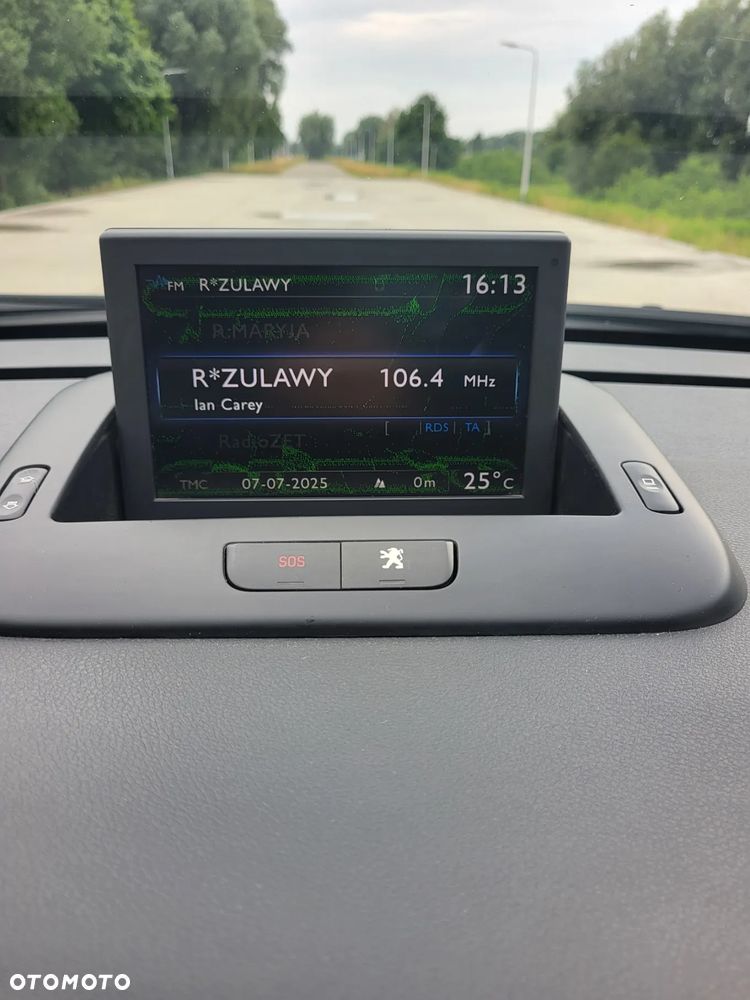 FM R*ZULAWY 16:13
R.MARYJA
R*ZULAWY 106.4 MHz
Ian Carey
[ |RDS| TA ]
RadioZET
TMC 07-07-2025 0m 25°C
SOS
OTOMOTO